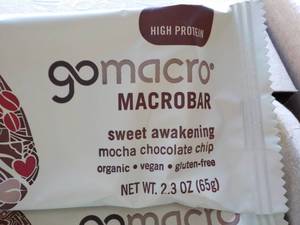 HIGH PROTEIN
gomacro
MACROBAR
sweet awakening
mocha chocolate chip
organic • vegan • gluten-free
NET WT. 2.3 OZ (65g)
gomacro